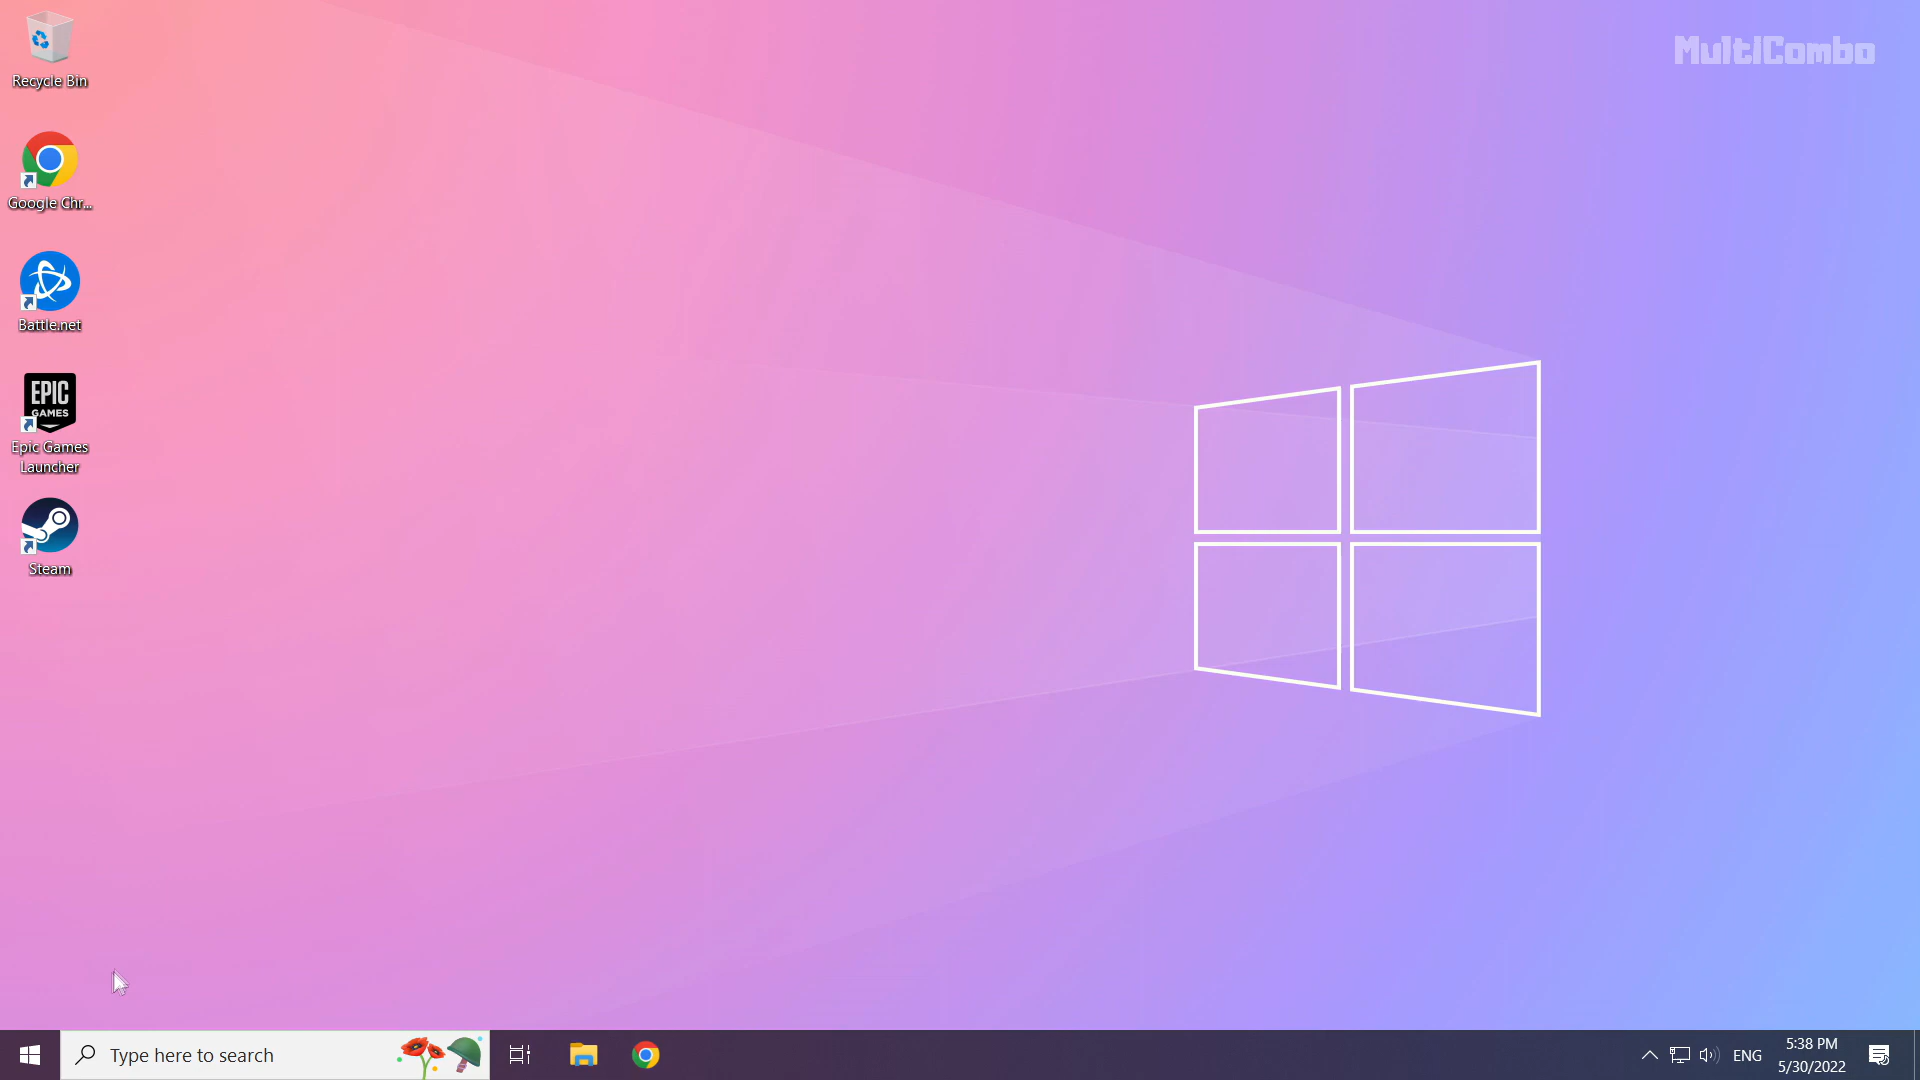 MultiCombo
Recycle Bin
Google Chr...
Battle.net
EPIC
GAMES
Epic Games
Launcher
Steam
Type here to search
ENG
5:38 PM
5/30/2022